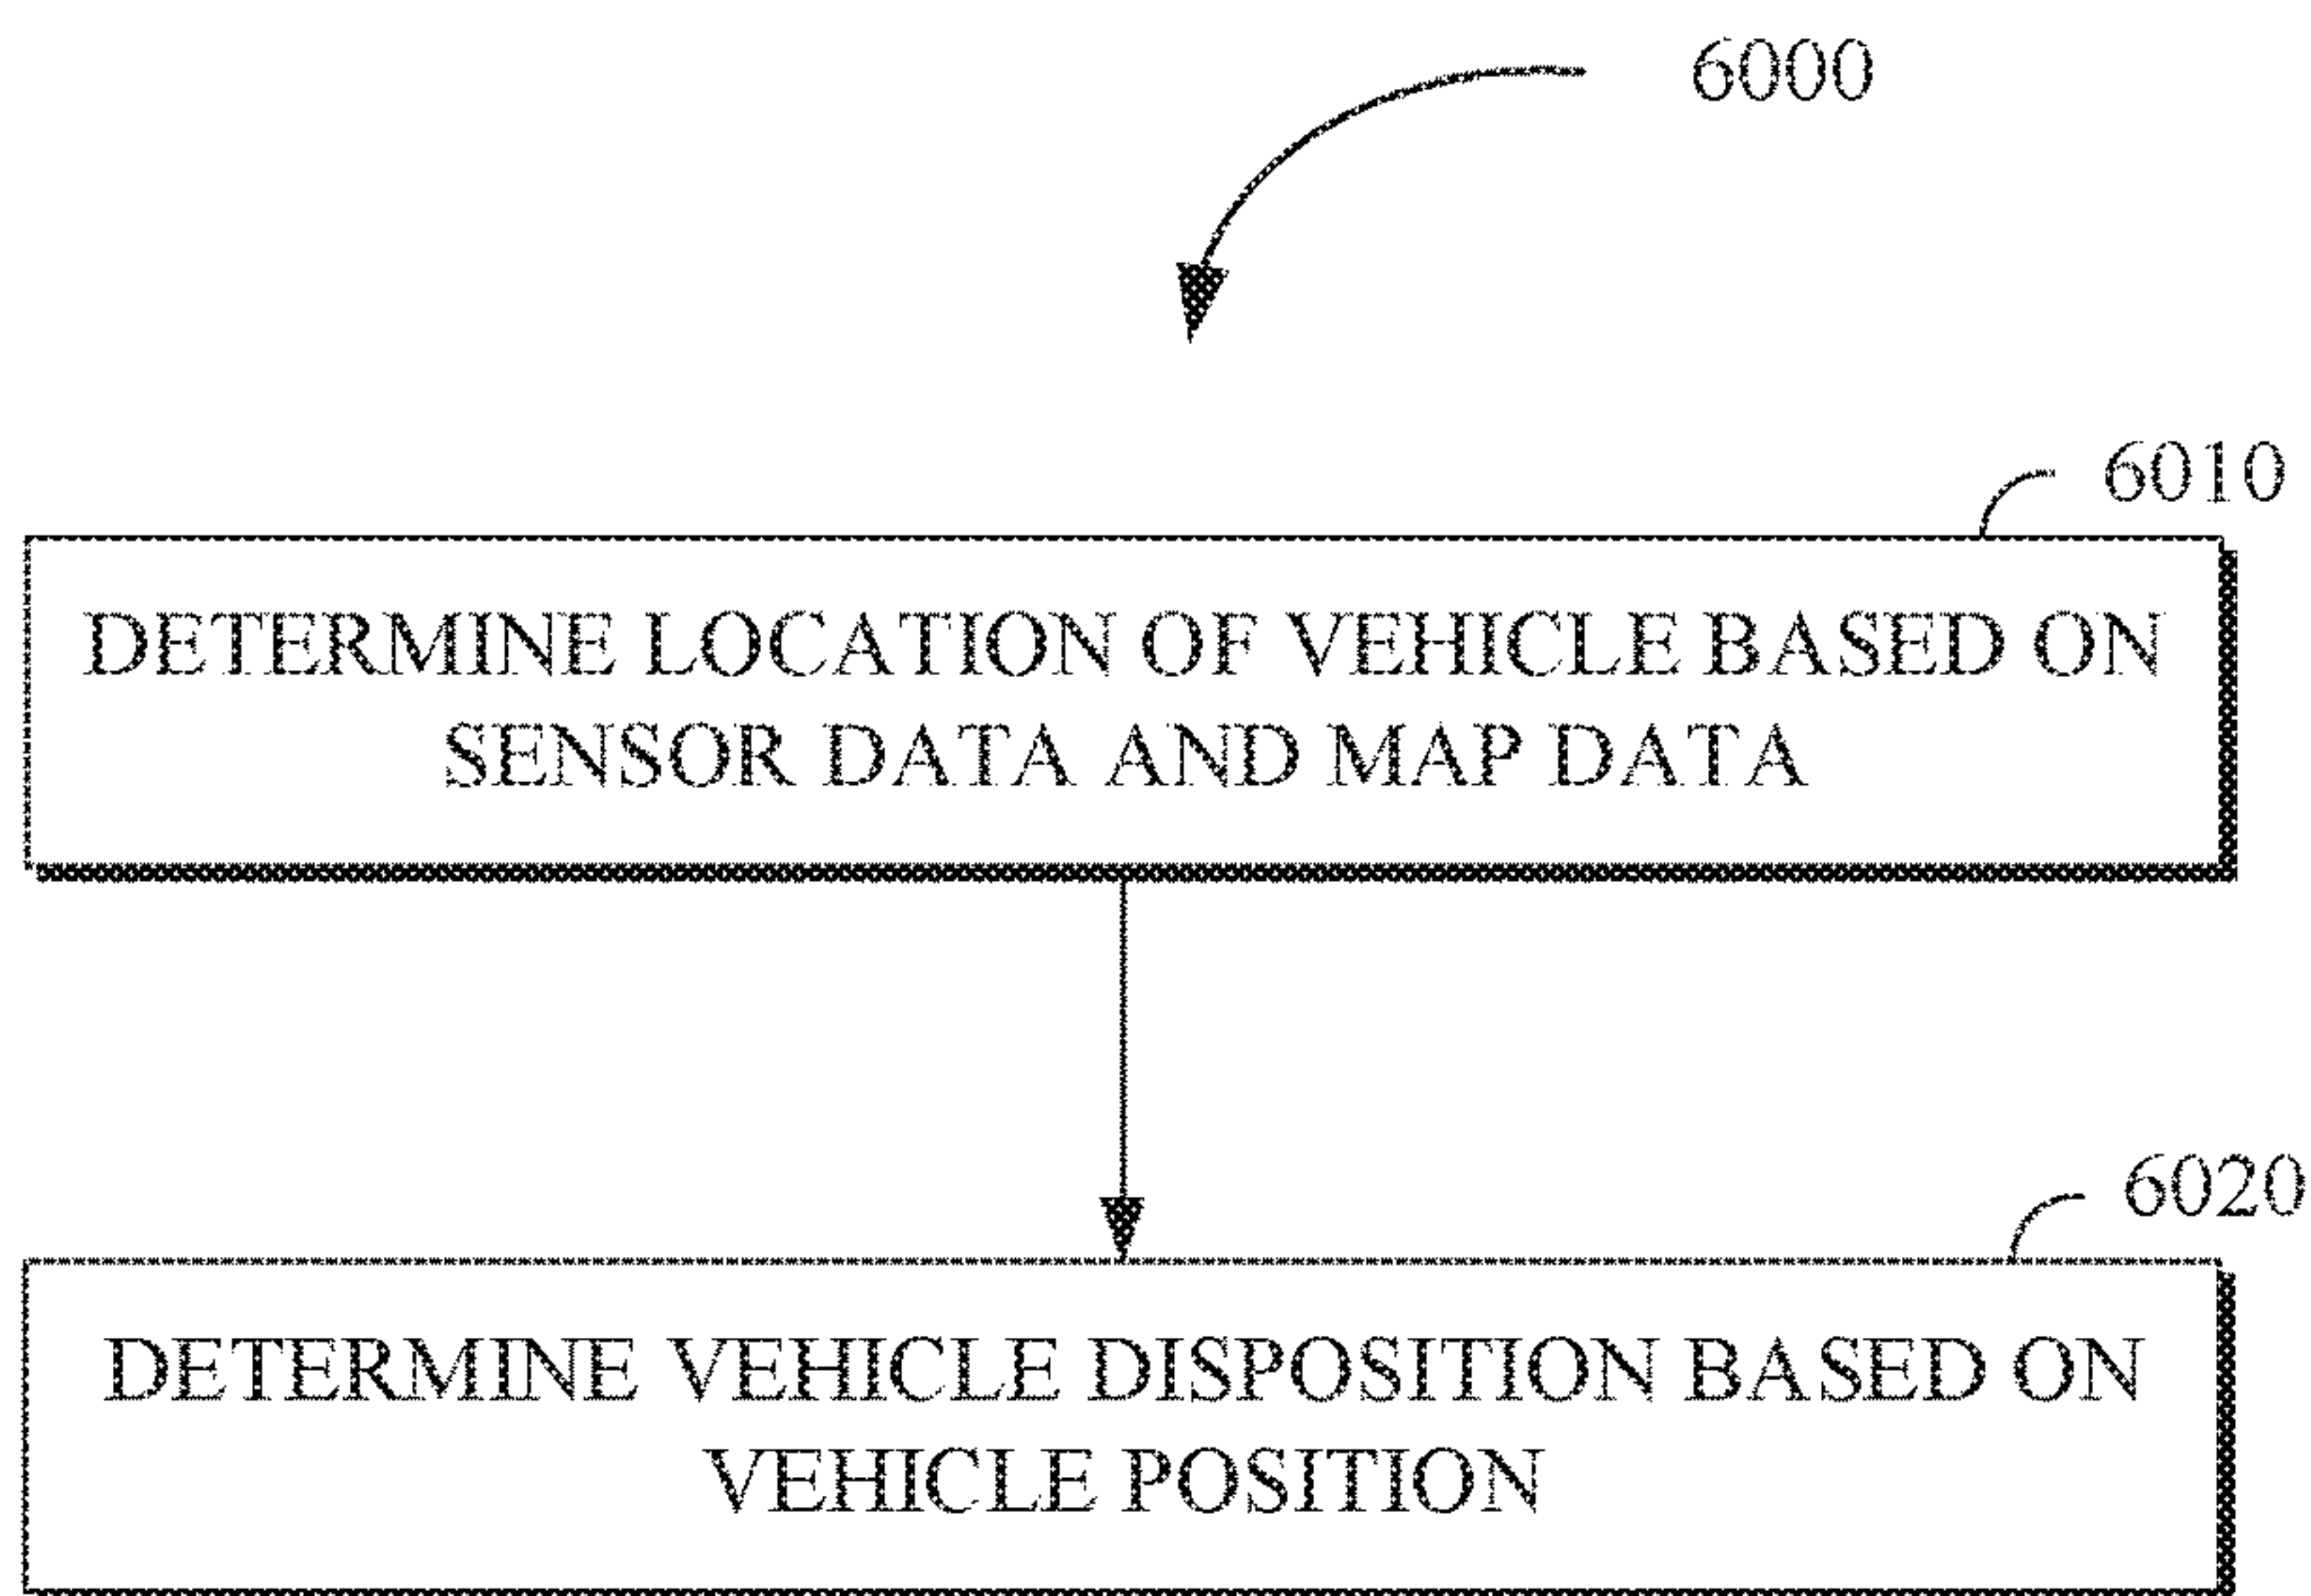 6000
6010
DETERMINE LOCATION OF VEHICLE BASED ON
SENSOR DATA AND MAP DATA
6020
DETERMINE VEHICLE DISPOSITION BASED ON
VEHICLE POSITION